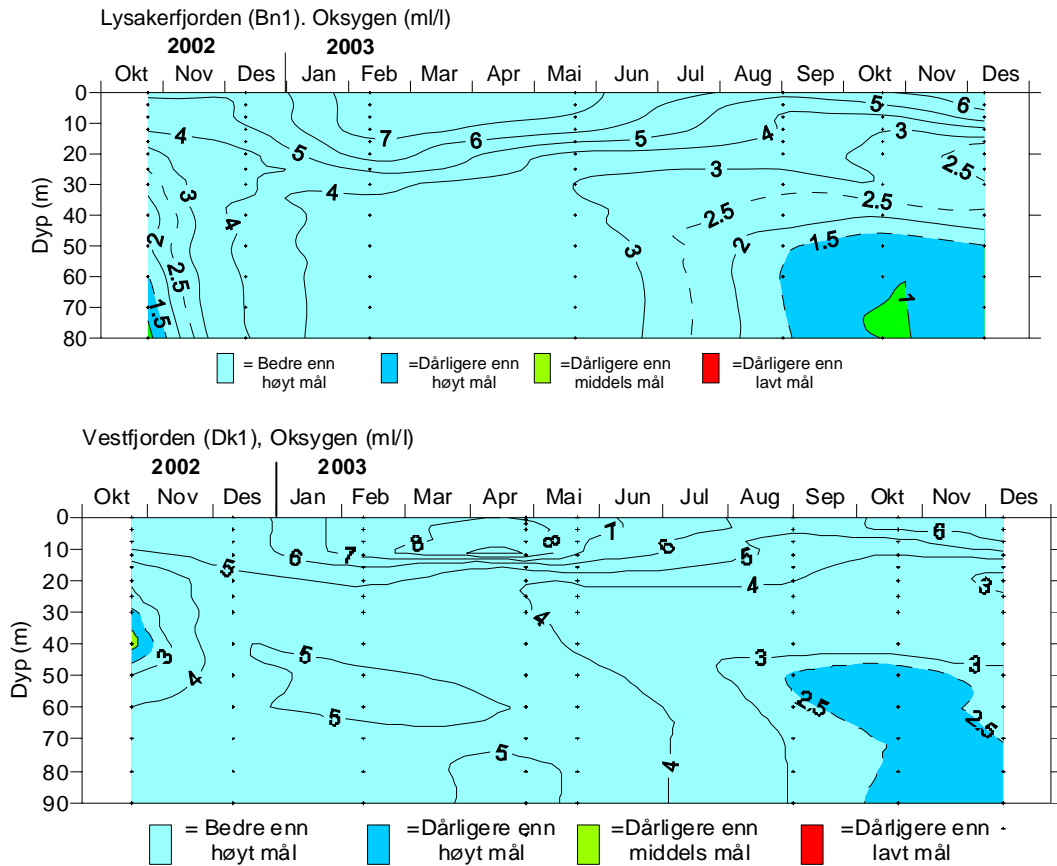 Lysakerfjorden (Bn1). Oksygen (ml/l)
2002 2003
Okt Nov Des Jan Feb Mar Apr Mai Jun Jul Aug Sep Okt Nov Des
0
10
20
30
40
50
60
70
80
Dyp (m)
4 5 7 6 5 4 5 6
3 4 4 3 3 2.5
2 2.5 1.5 3 2.5 2 2.5 1.5 1
= Bedre enn høyt mål
=Dårligere enn høyt mål
=Dårligere enn middels mål
=Dårligere enn lavt mål
Vestfjorden (Dk1), Oksygen (ml/l)
2002 2003
Okt Nov Des Jan Feb Mar Apr Mai Jun Jul Aug Sep Okt Nov Des
0
10
20
30
40
50
60
70
80
90
Dyp (m)
5 6 7 8 8 7 6 5 6
4 3
3 4 5 4 3 3
5 2.5 2.5
5 4
= Bedre enn høyt mål
=Dårligere enn høyt mål
=Dårligere enn middels mål
=Dårligere enn lavt mål